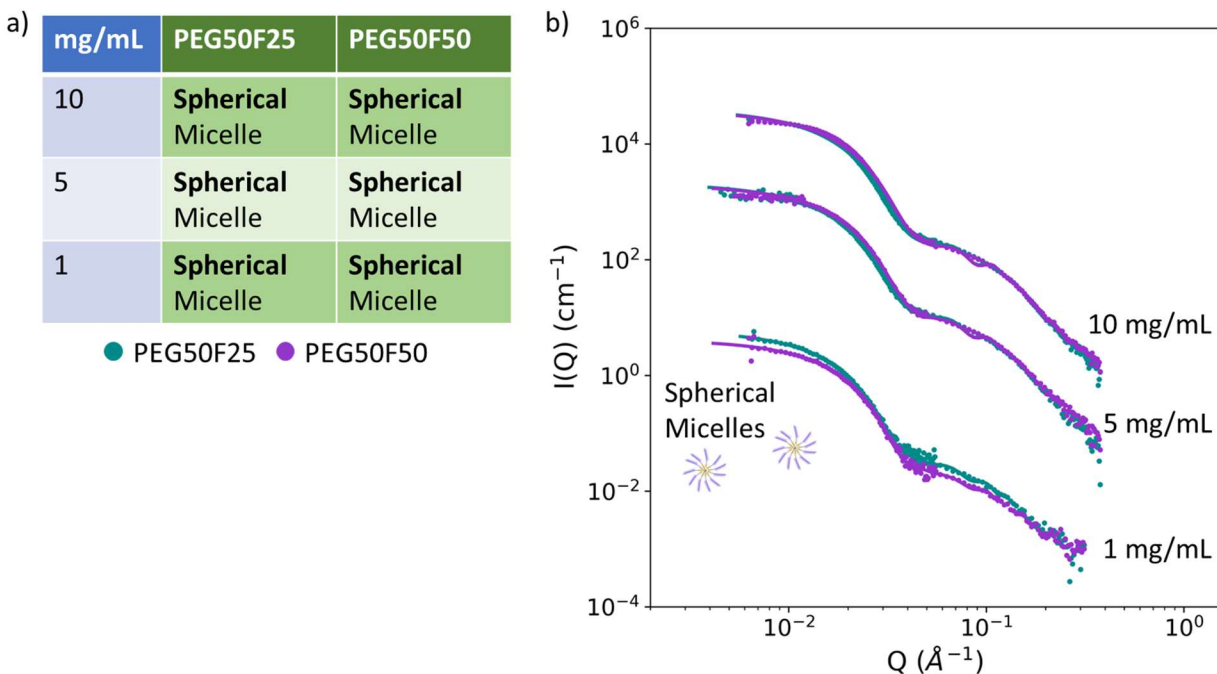 a)
mg/mL PEG50F25 PEG50F50
10 Spherical Spherical
Micelle Micelle
5 Spherical Spherical
Micelle Micelle
1 Spherical Spherical
Micelle Micelle
PEG50F25 PEG50F50
b)
I(Q) (cm⁻¹)
10⁶
10⁴
10²
10⁰
10⁻²
10⁻⁴
10 mg/mL
5 mg/mL
1 mg/mL
Spherical
Micelles
10⁻² 10⁻¹ 10⁰
Q (Å⁻¹)